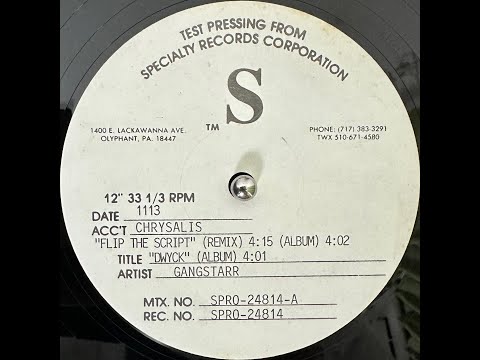 TEST PRESSING FROM
SPECIALTY RECORDS CORPORATION
S
TM
1400 E. LACKAWANNA AVE.
OLYPHANT, PA. 18447
PHONE: (717) 383-3291
TWX 510-671-4580
12" 33 1/3 RPM
DATE 1113
ACC'T CHRYSALIS
"FLIP THE SCRIPT" (REMIX) 4:15 (ALBUM) 4:02
TITLE "DWYCK" (ALBUM) 4:01
ARTIST GANGSTARR
MTX. NO. SPRO-24814-A
REC. NO. SPRO-24814